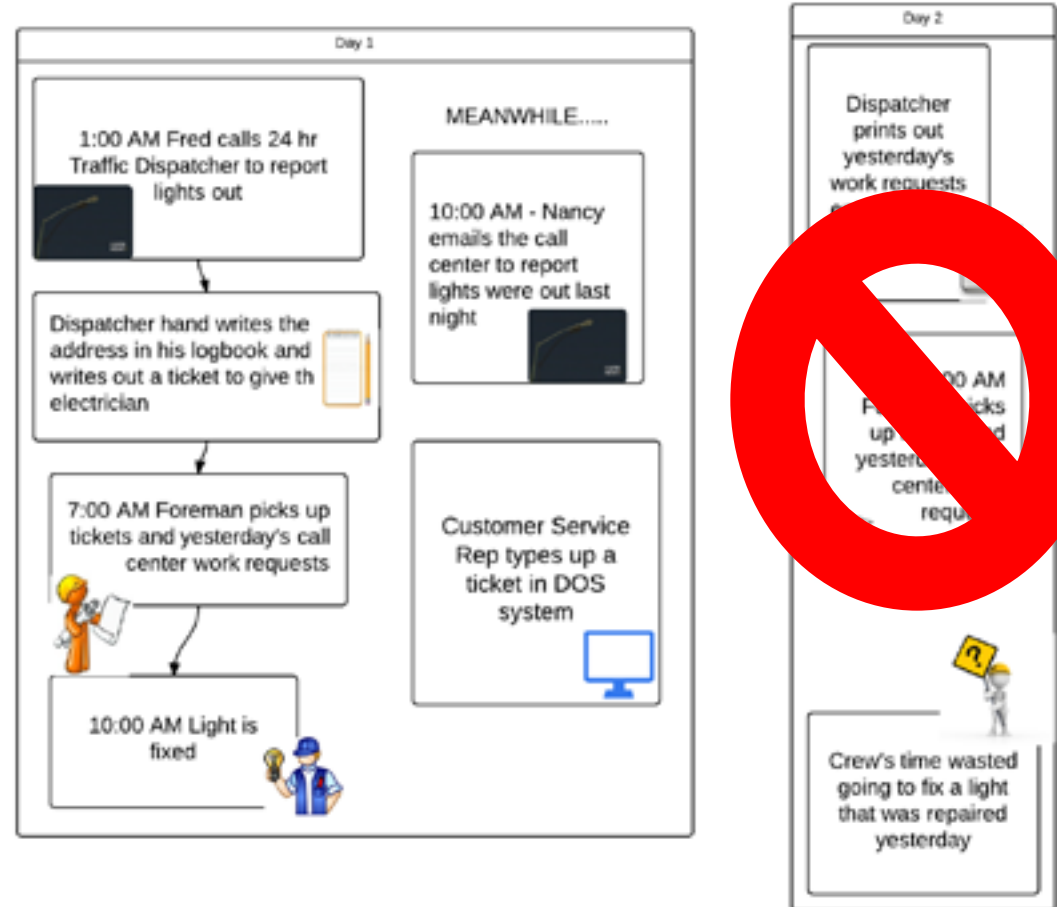 Day 1
1:00 AM Fred calls 24 hr
Traffic Dispatcher to report
lights out
Dispatcher hand writes the
address in his logbook and
writes out a ticket to give th
electrician
7:00 AM Foreman picks up
tickets and yesterday's call
center work requests
10:00 AM Light is
fixed
MEANWHILE.....
10:00 AM - Nancy
emails the call
center to report
lights were out last
night
Customer Service
Rep types up a
ticket in DOS
system
Day 2
Dispatcher
prints out
yesterday's
work requests
00 AM
up
?
Crew's time wasted
going to fix a light
that was repaired
yesterday